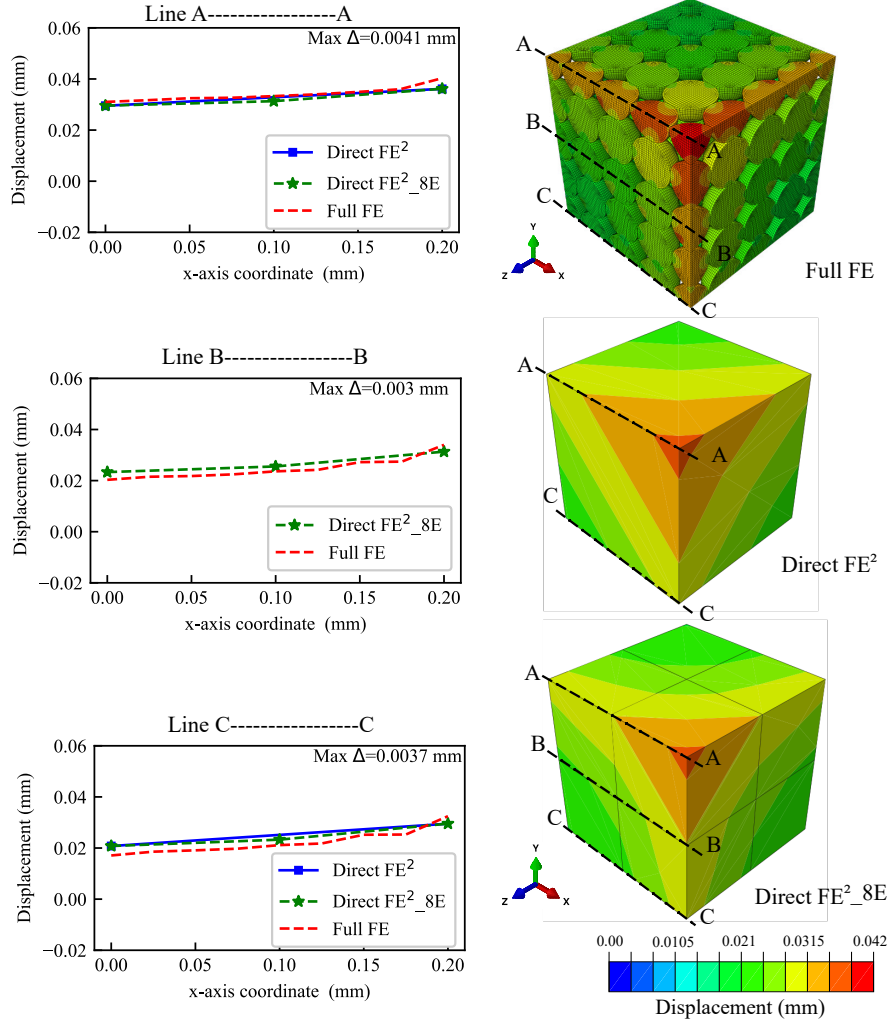 Line A------------------A
Max Δ=0.0041 mm
0.06
0.04
0.02
0.00
−0.02
Displacement (mm)
Direct FE²
Direct FE²_8E
Full FE
0.00 0.05 0.10 0.15 0.20
x-axis coordinate (mm)
A
B
C
A
B
C
Y
Z X
Full FE
Line B------------------B
Max Δ=0.003 mm
0.06
0.04
0.02
0.00
−0.02
Displacement (mm)
Direct FE²_8E
Full FE
0.00 0.05 0.10 0.15 0.20
x-axis coordinate (mm)
A
A
C
C
Direct FE²
Line C------------------C
Max Δ=0.0037 mm
0.06
0.04
0.02
0.00
−0.02
Displacement (mm)
Direct FE²
Direct FE²_8E
Full FE
0.00 0.05 0.10 0.15 0.20
x-axis coordinate (mm)
A
B
A
C
B
C
Y
Z X
Direct FE²_8E
0.00 0.0105 0.021 0.0315 0.042
Displacement (mm)